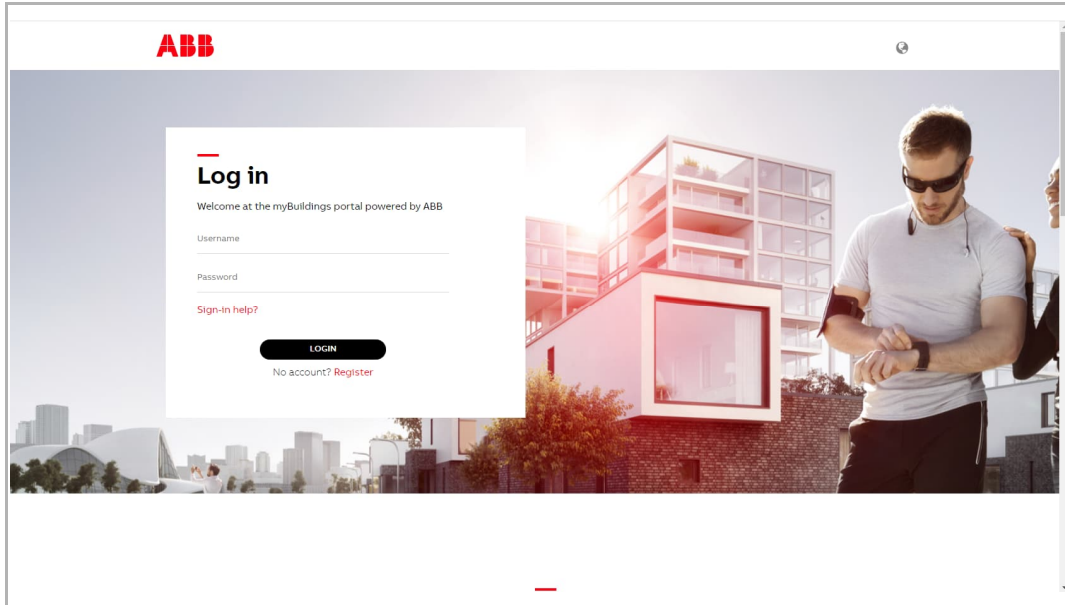 ABB
Log in
Welcome at the myBuildings portal powered by ABB
Username
Password
Sign-In help?
LOGIN
No account? Register